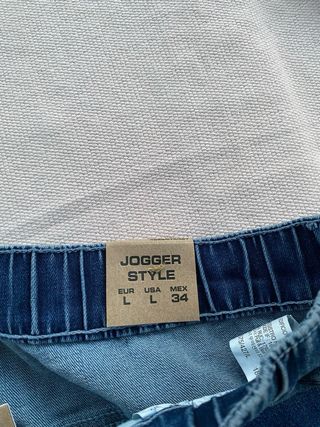 JOGGER
STYLE
EUR USA MEX
L L 34